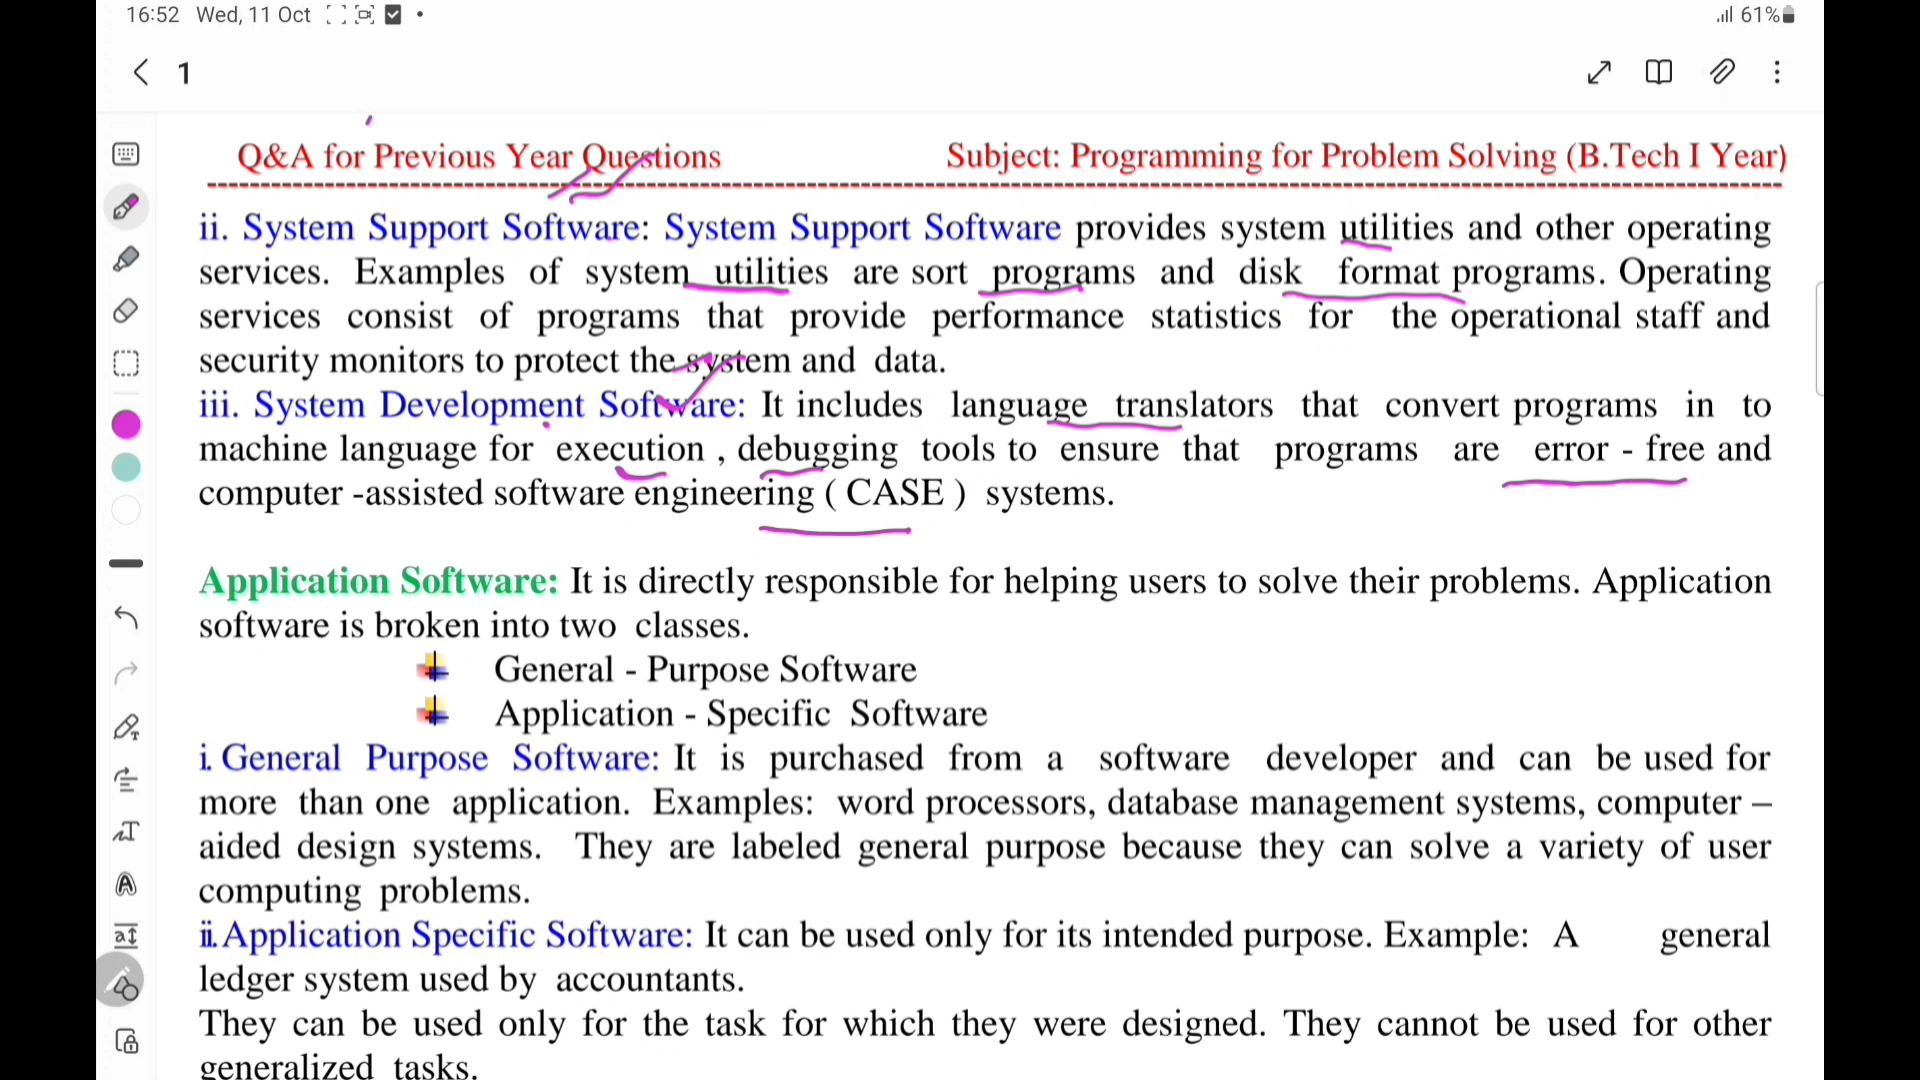 16:52 Wed, 11 Oct 61%
1
Q&A for Previous Year Questions Subject: Programming for Problem Solving (B.Tech I Year)
ii. System Support Software: System Support Software provides system utilities and other operating
services. Examples of system utilities are sort programs and disk format programs. Operating
services consist of programs that provide performance statistics for the operational staff and
security monitors to protect the system and data.
iii. System Development Software: It includes language translators that convert programs in to
machine language for execution , debugging tools to ensure that programs are error - free and
computer -assisted software engineering ( CASE ) systems.
Application Software: It is directly responsible for helping users to solve their problems. Application
software is broken into two classes.
General - Purpose Software
Application - Specific Software
i. General Purpose Software: It is purchased from a software developer and can be used for
more than one application. Examples: word processors, database management systems, computer –
aided design systems. They are labeled general purpose because they can solve a variety of user
computing problems.
ii. Application Specific Software: It can be used only for its intended purpose. Example: A general
ledger system used by accountants.
They can be used only for the task for which they were designed. They cannot be used for other
generalized tasks.